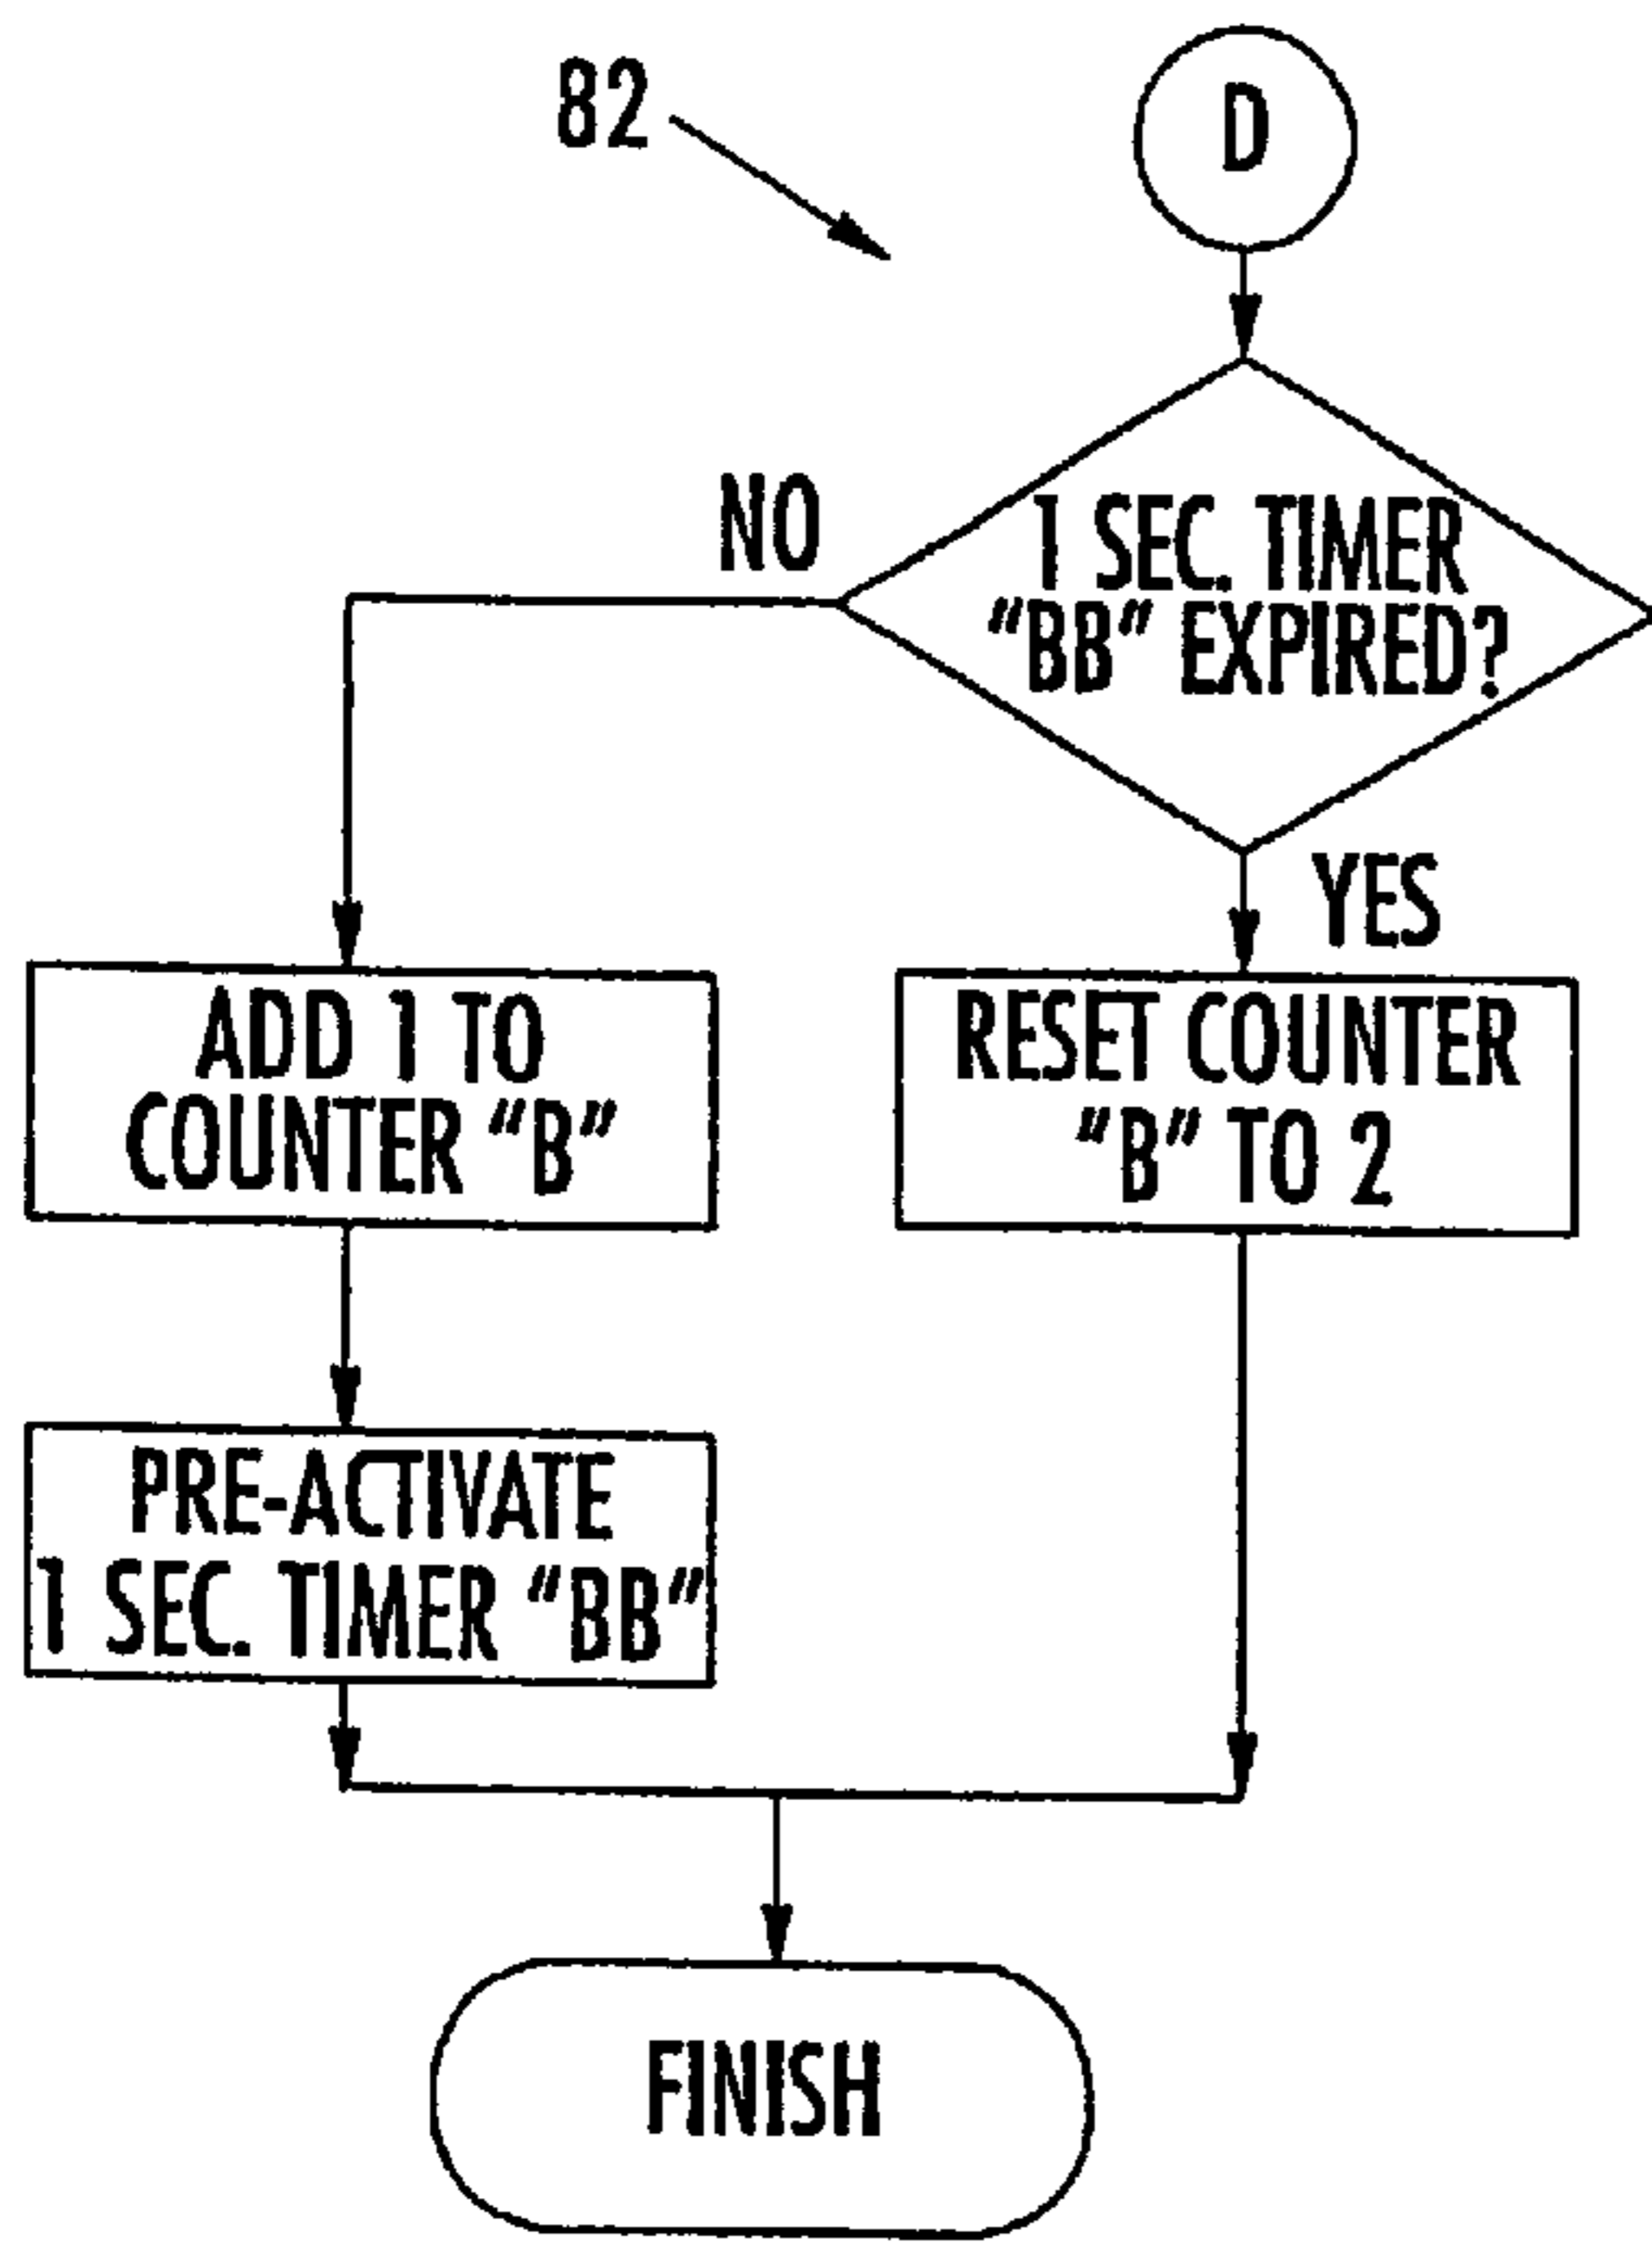 82
D
NO
1 SEC. TIMER
"BB" EXPIRED?
YES
ADD 1 TO
COUNTER "B"
RESET COUNTER
"B" TO 2
PRE-ACTIVATE
1 SEC. TIMER "BB"
FINISH